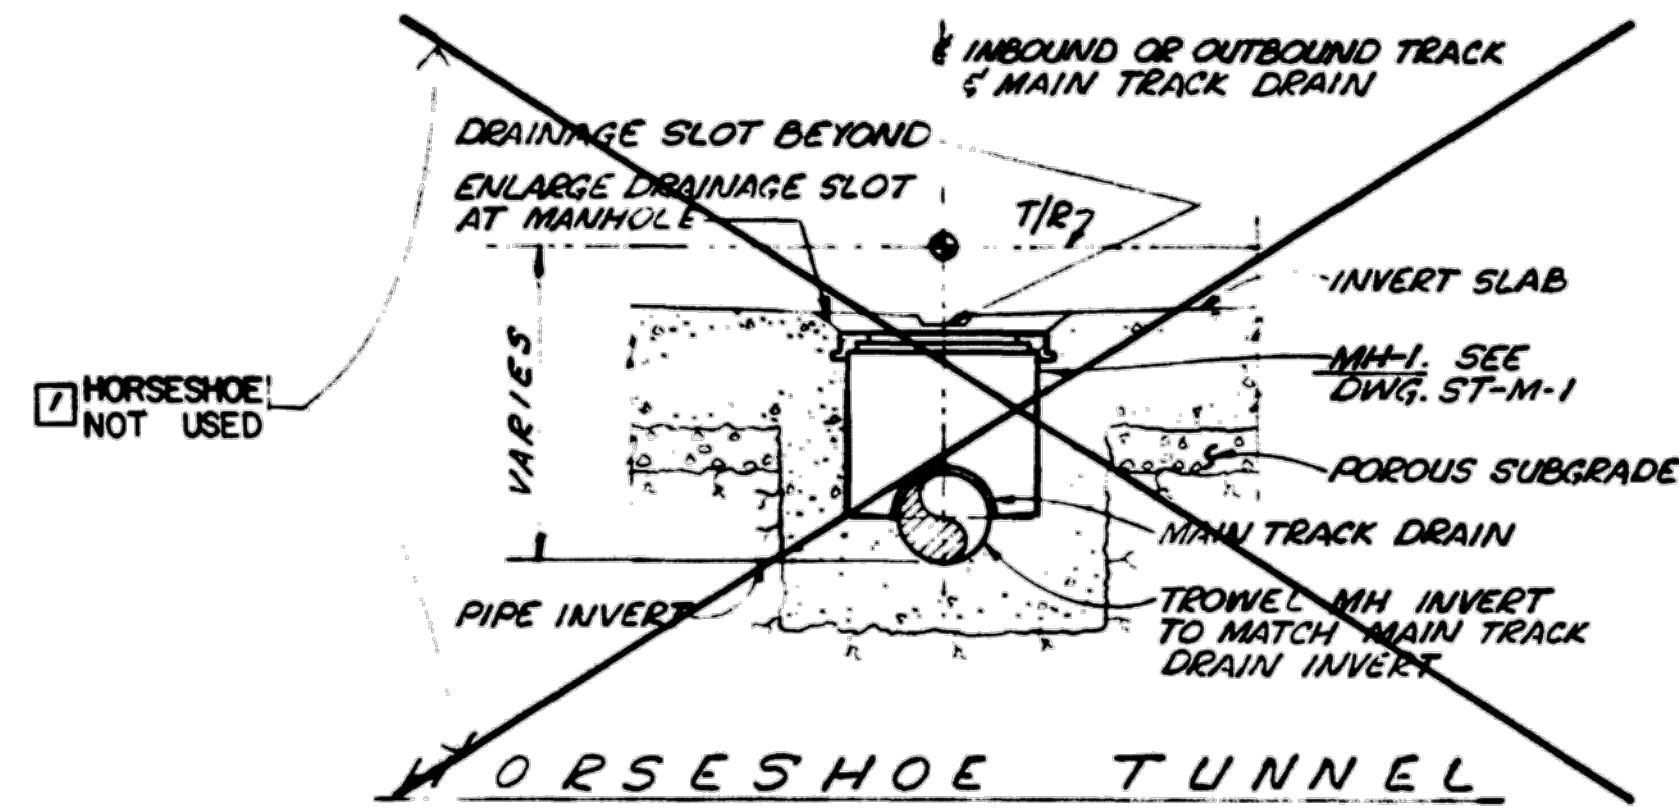 ℄ INBOUND OR OUTBOUND TRACK
& MAIN TRACK DRAIN
DRAINAGE SLOT BEYOND
ENLARGE DRAINAGE SLOT
AT MANHOLE
T/R
INVERT SLAB
VARIES
MH-1. SEE
DWG. ST-M-1
1 HORSESHOE
NOT USED
POROUS SUBGRADE
MAIN TRACK DRAIN
PIPE INVERT
TROWEL MH INVERT
TO MATCH MAIN TRACK
DRAIN INVERT
HORSESHOE TUNNEL